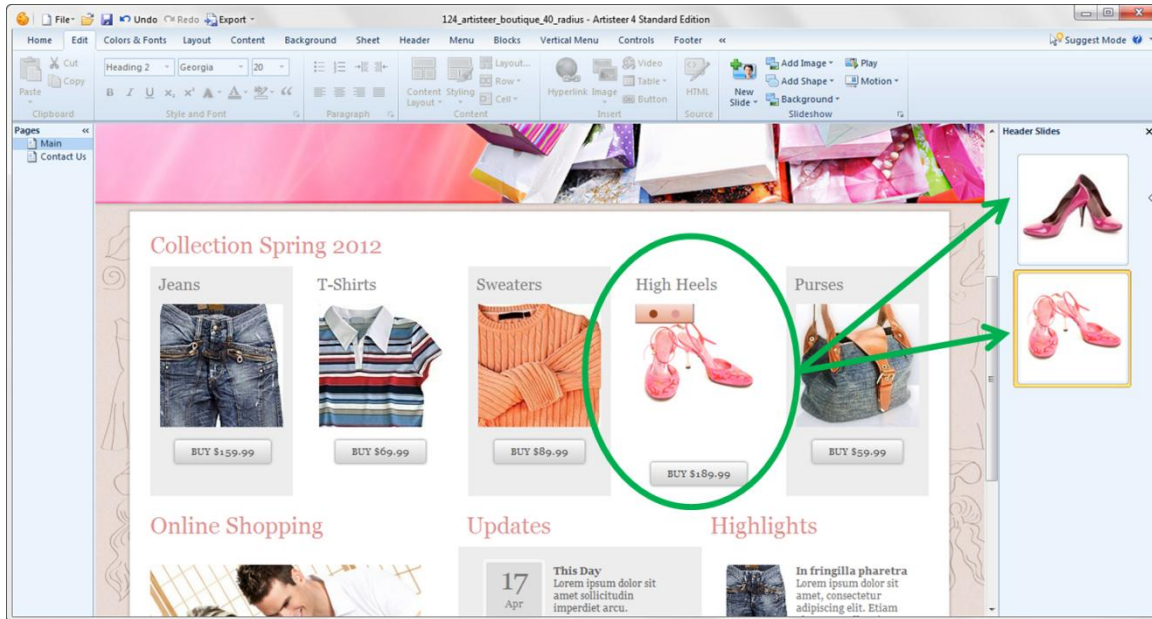 File Undo Redo Export 124_artisteer_boutique_40_radius - Artisteer 4 Standard Edition
Home Edit Colors & Fonts Layout Content Background Sheet Header Menu Blocks Vertical Menu Controls Footer « Suggest Mode
Cut Heading 2 Georgia 20 Layout... Video Add Image Play
Copy Row Table Add Shape Motion
Paste B I U Content Layout Styling Cell Hyperlink Image Button HTML New Slide Background
Clipboard Style and Font Paragraph Content Insert Source Slideshow
Pages «
Main
Contact Us
Header Slides
Collection Spring 2012
Jeans T-Shirts Sweaters High Heels Purses
BUY $159.99 BUY $69.99 BUY $89.99 BUY $189.99 BUY $59.99
Online Shopping Updates Highlights
17
Apr
This Day
Lorem ipsum dolor sit
amet sollicitudin
imperdiet arcu.
In fringilla pharetra
Lorem ipsum dolor sit
amet, consectetur
adipiscing elit. Etiam